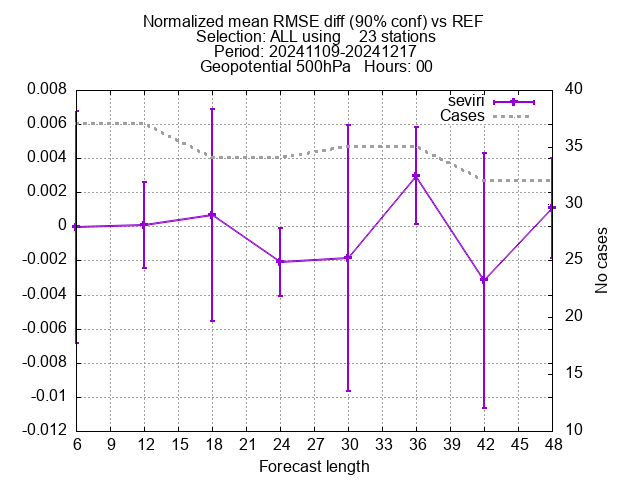 Normalized mean RMSE diff (90% conf) vs REF
Selection: ALL using    23 stations
Period: 20241109-20241217
Geopotential 500hPa   Hours: 00
seviri
Cases
0.008
0.006
0.004
0.002
0
-0.002
-0.004
-0.006
-0.008
-0.01
-0.012
40
35
30
25
20
15
10
No cases
6 9 12 15 18 21 24 27 30 33 36 39 42 45 48
Forecast length